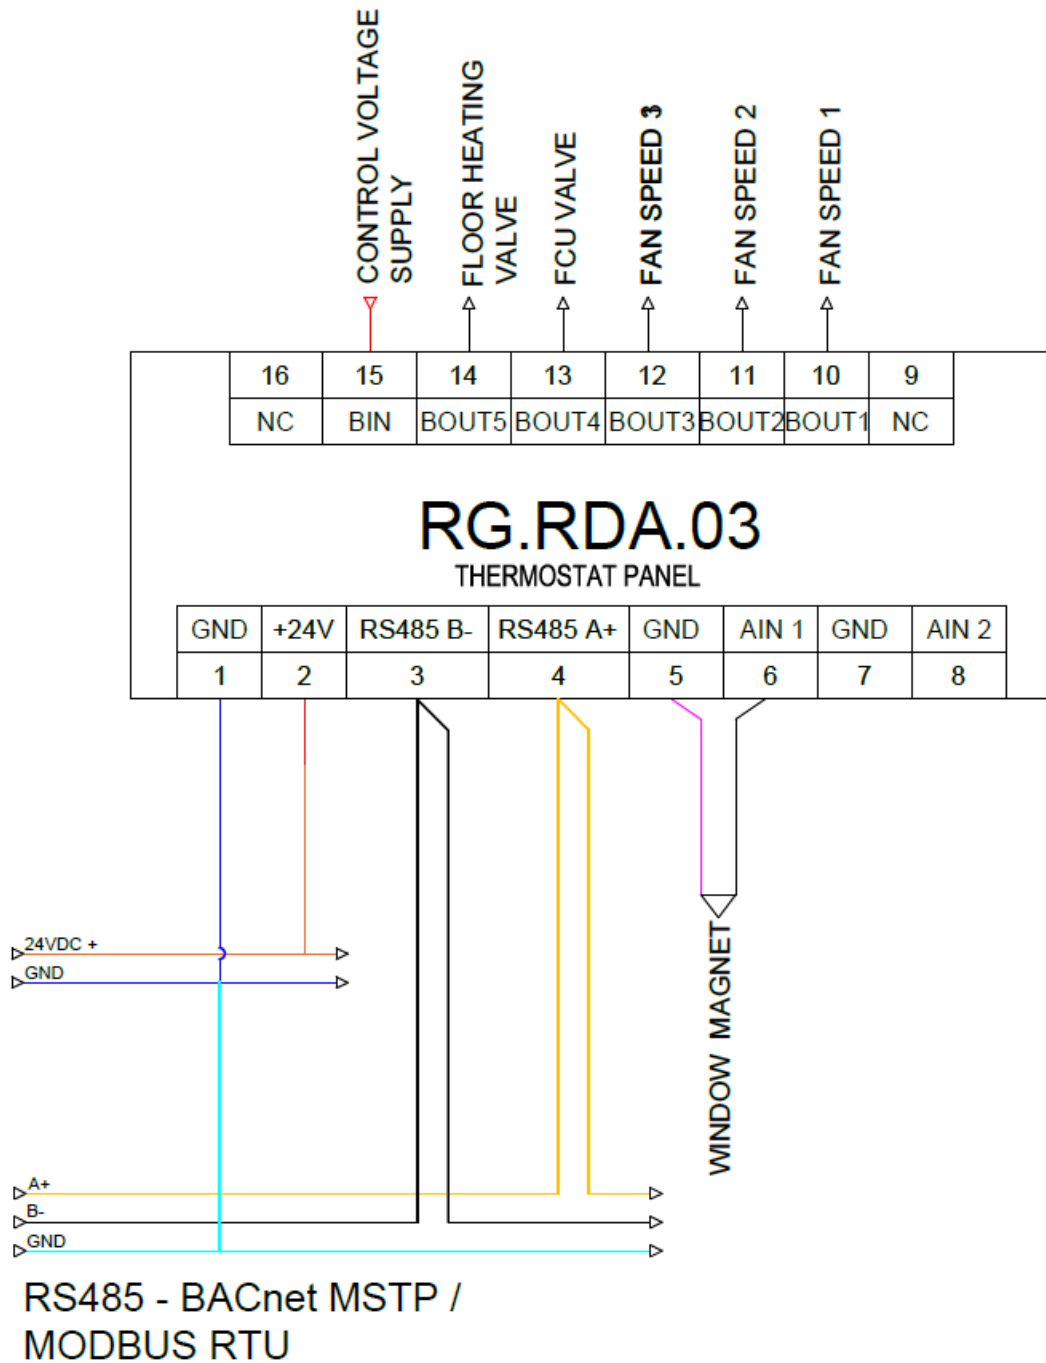 CONTROL VOLTAGE
SUPPLY
FLOOR HEATING
VALVE
FCU VALVE
FAN SPEED 3
FAN SPEED 2
FAN SPEED 1
16 15 14 13 12 11 10 9
NC BIN BOUT5 BOUT4 BOUT3 BOUT2 BOUT1 NC
RG.RDA.03
THERMOSTAT PANEL
GND +24V RS485 B- RS485 A+ GND AIN 1 GND AIN 2
1 2 3 4 5 6 7 8
24VDC +
GND
WINDOW MAGNET
A+
B-
GND
RS485 - BACnet MSTP /
MODBUS RTU